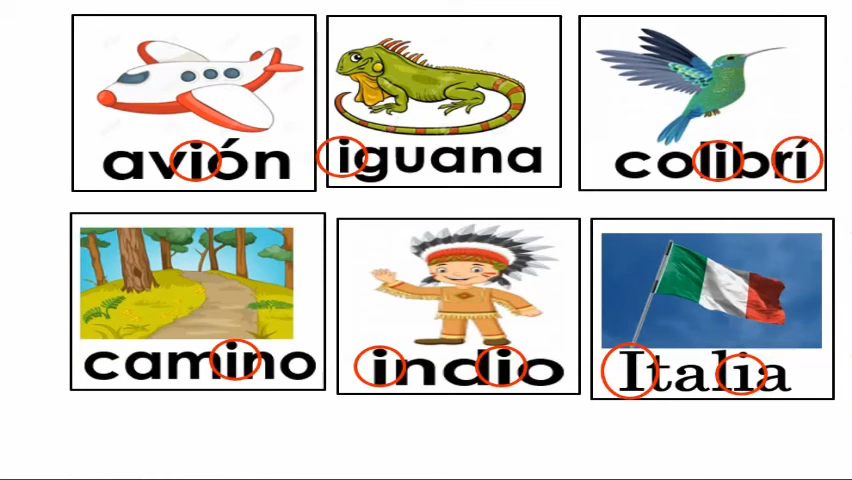 avión
iguana
colibrí
camino
indio
Italia